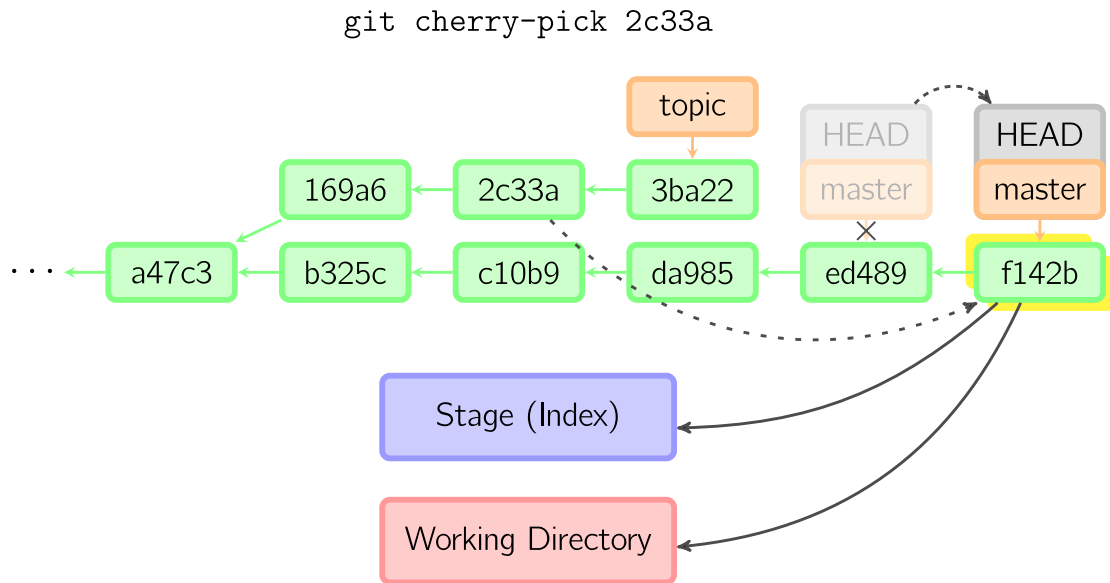 git cherry-pick 2c33a
topic
HEAD
HEAD
169a6
2c33a
3ba22
master
master
...
a47c3
b325c
c10b9
da985
ed489
f142b
Stage (Index)
Working Directory